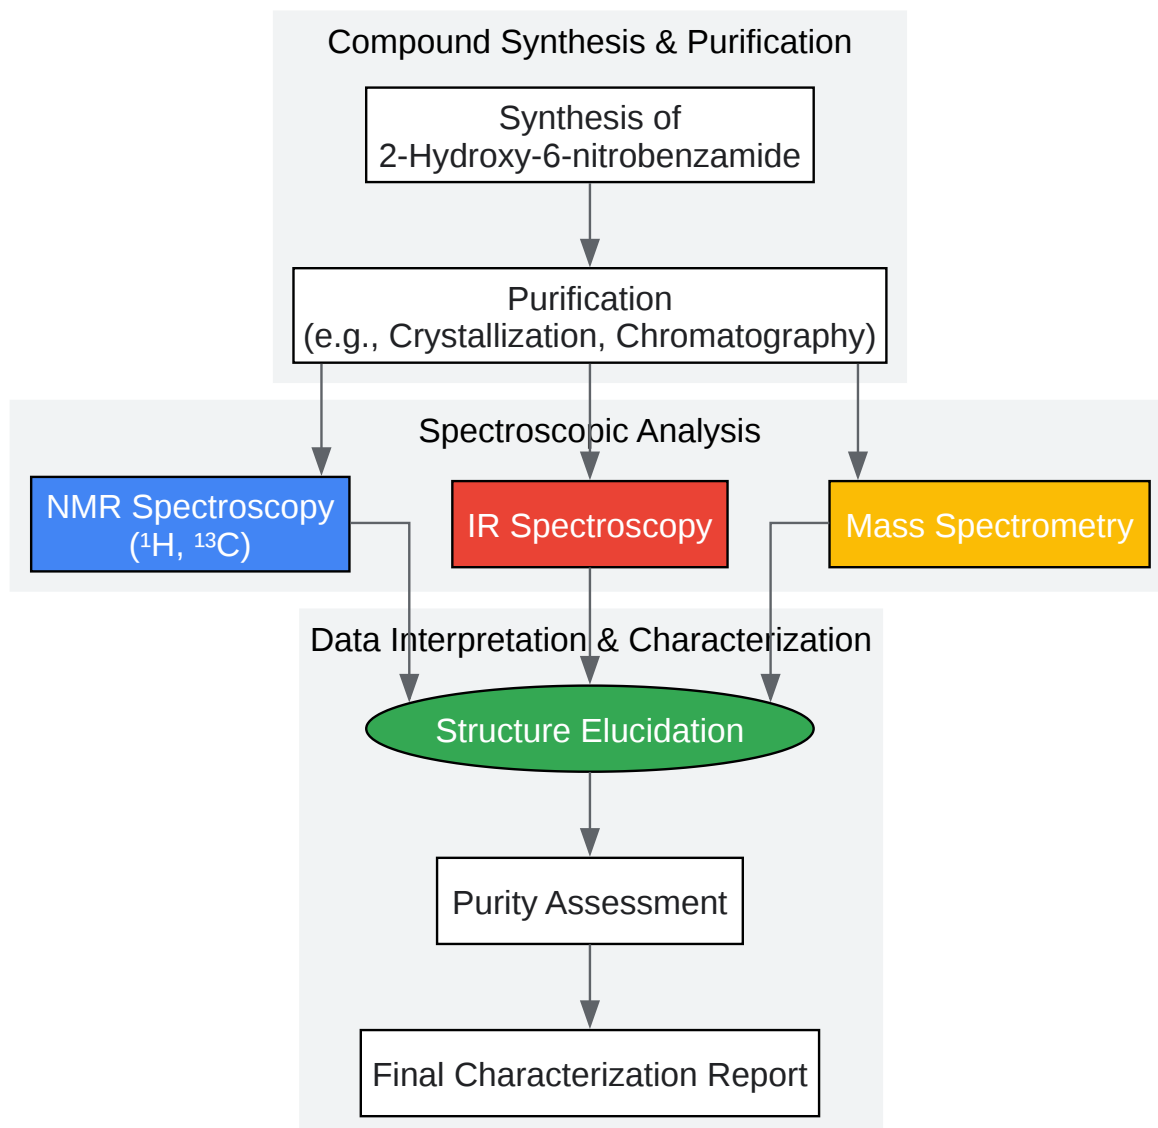 Compound Synthesis & Purification
Synthesis of
2-Hydroxy-6-nitrobenzamide
Purification
(e.g., Crystallization, Chromatography)
Spectroscopic Analysis
NMR Spectroscopy
(¹H, ¹³C)
IR Spectroscopy
Mass Spectrometry
Data Interpretation & Characterization
Structure Elucidation
Purity Assessment
Final Characterization Report